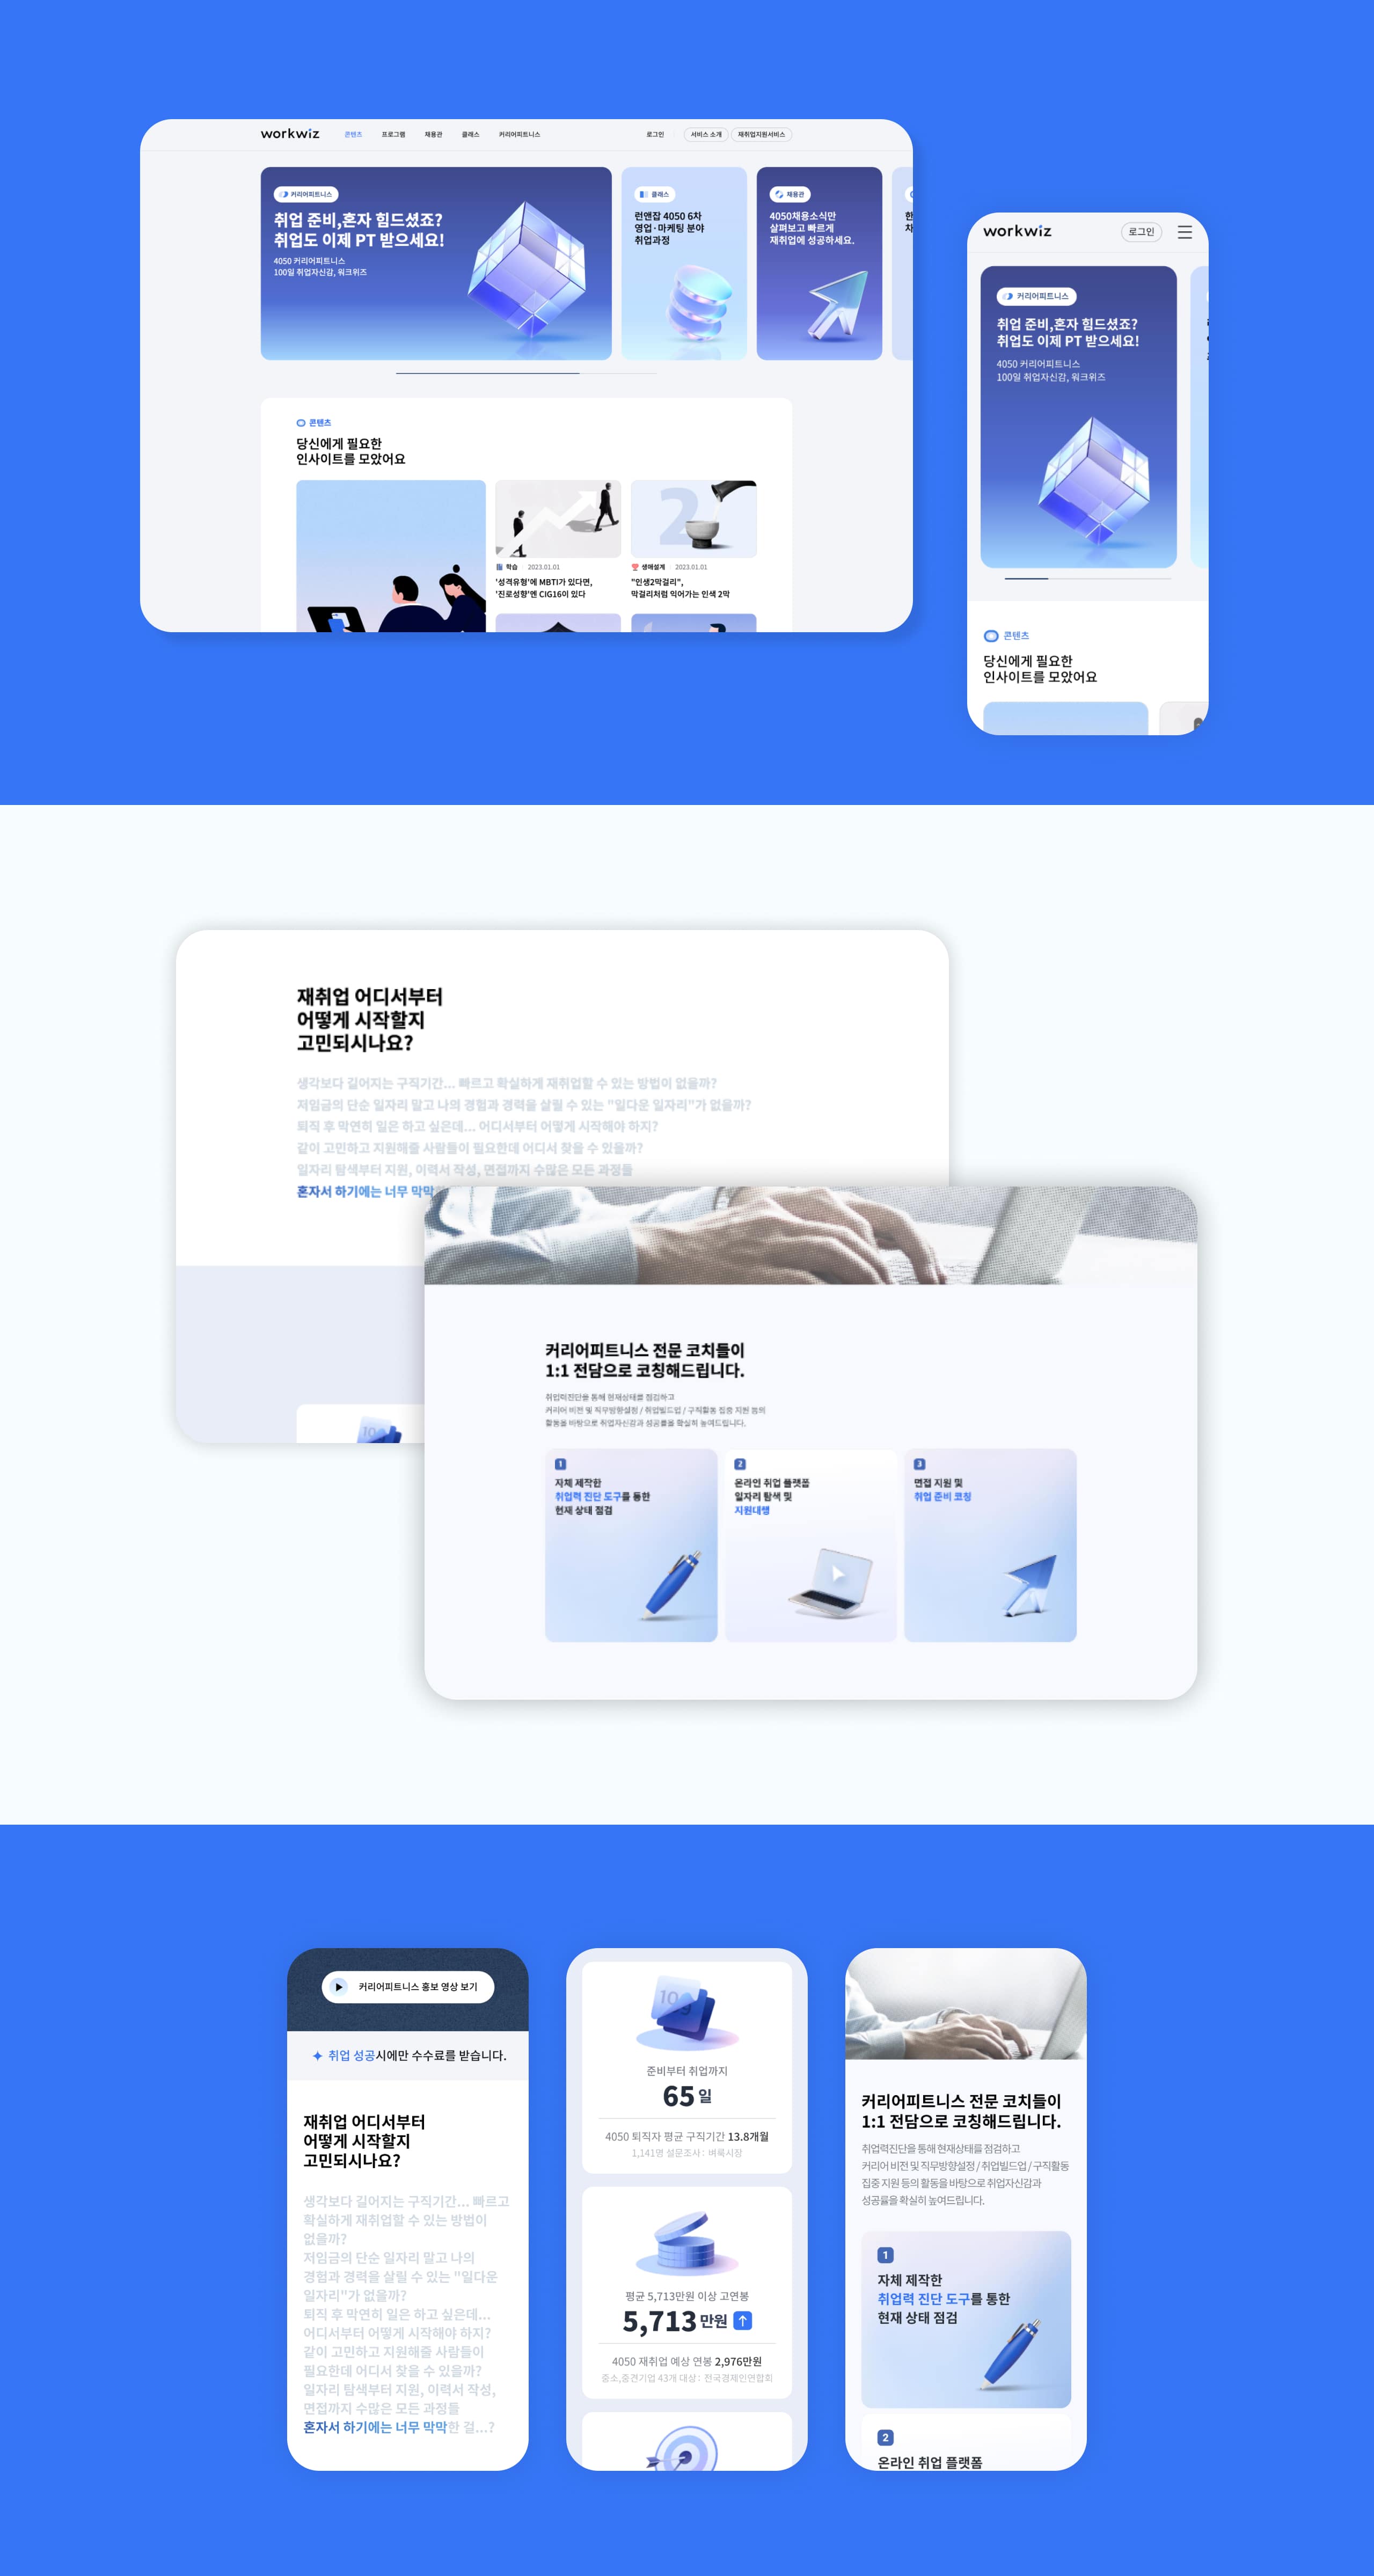 workwiz 콘텐츠 프로그램 채용관 클래스 커리어피트니스 로그인 서비스 소개 재취업지원서비스
커리어피트니스
취업 준비,혼자 힘드셨죠?
취업도 이제 PT 받으세요!
4050 커리어피트니스
100일 취업자신감, 워크위즈
클래스
런앤잡 4050 6차
영업·마케팅 분야
취업과정
채용관
4050채용소식만
살펴보고 빠르게
재취업에 성공하세요.
한
차
콘텐츠
당신에게 필요한
인사이트를 모았어요
학습 2023.01.01
'성격유형'에 MBTI가 있다면,
'진로성향'엔 CIG16이 있다
2
생애설계 2023.01.01
"인생2막걸리",
막걸리처럼 익어가는 인생 2막
workwiz 로그인
커리어피트니스
취업 준비,혼자 힘드셨죠?
취업도 이제 PT 받으세요!
4050 커리어피트니스
100일 취업자신감, 워크위즈
콘텐츠
당신에게 필요한
인사이트를 모았어요
재취업 어디서부터
어떻게 시작할지
고민되시나요?
생각보다 길어지는 구직기간... 빠르고 확실하게 재취업할 수 있는 방법이 없을까?
저임금의 단순 일자리 말고 나의 경험과 경력을 살릴 수 있는 "일다운 일자리"가 없을까?
퇴직 후 막연히 일은 하고 싶은데... 어디서부터 어떻게 시작해야 하지?
같이 고민하고 지원해줄 사람들이 필요한데 어디서 찾을 수 있을까?
일자리 탐색부터 지원, 이력서 작성, 면접까지 수많은 모든 과정들
혼자서 하기에는 너무 막막
10
커리어피트니스 전문 코치들이
1:1 전담으로 코칭해드립니다.
취업력진단을 통해 현재상태를 점검하고
커리어 비전 및 직무방향설정 / 취업빌드업 / 구직활동 집중 지원 등의
활동을 바탕으로 취업자신감과 성공률을 확실히 높여드립니다.
1
자체 제작한
취업력 진단 도구를 통한
현재 상태 점검
2
온라인 취업 플랫폼
일자리 탐색 및
지원대행
3
면접 지원 및
취업 준비 코칭
커리어피트니스 홍보 영상 보기
취업 성공시에만 수수료를 받습니다.
재취업 어디서부터
어떻게 시작할지
고민되시나요?
생각보다 길어지는 구직기간... 빠르고
확실하게 재취업할 수 있는 방법이
없을까?
저임금의 단순 일자리 말고 나의
경험과 경력을 살릴 수 있는 "일다운
일자리"가 없을까?
퇴직 후 막연히 일은 하고 싶은데...
어디서부터 어떻게 시작해야 하지?
같이 고민하고 지원해줄 사람들이
필요한데 어디서 찾을 수 있을까?
일자리 탐색부터 지원, 이력서 작성,
면접까지 수많은 모든 과정들
혼자서 하기에는 너무 막막한 걸...?
10 9
준비부터 취업까지
65 일
4050 퇴직자 평균 구직기간 13.8개월
1,141명 설문조사 : 벼룩시장
평균 5,713만원 이상 고연봉
5,713 만원
4050 재취업 예상 연봉 2,976만원
중소,중견기업 43개 대상 : 전국경제인연합회
커리어피트니스 전문 코치들이
1:1 전담으로 코칭해드립니다.
취업력진단을 통해 현재상태를 점검하고
커리어 비전 및 직무방향설정 / 취업빌드업 / 구직활동
집중 지원 등의 활동을 바탕으로 취업자신감과
성공률을 확실히 높여드립니다.
1
자체 제작한
취업력 진단 도구를 통한
현재 상태 점검
2
온라인 취업 플랫폼